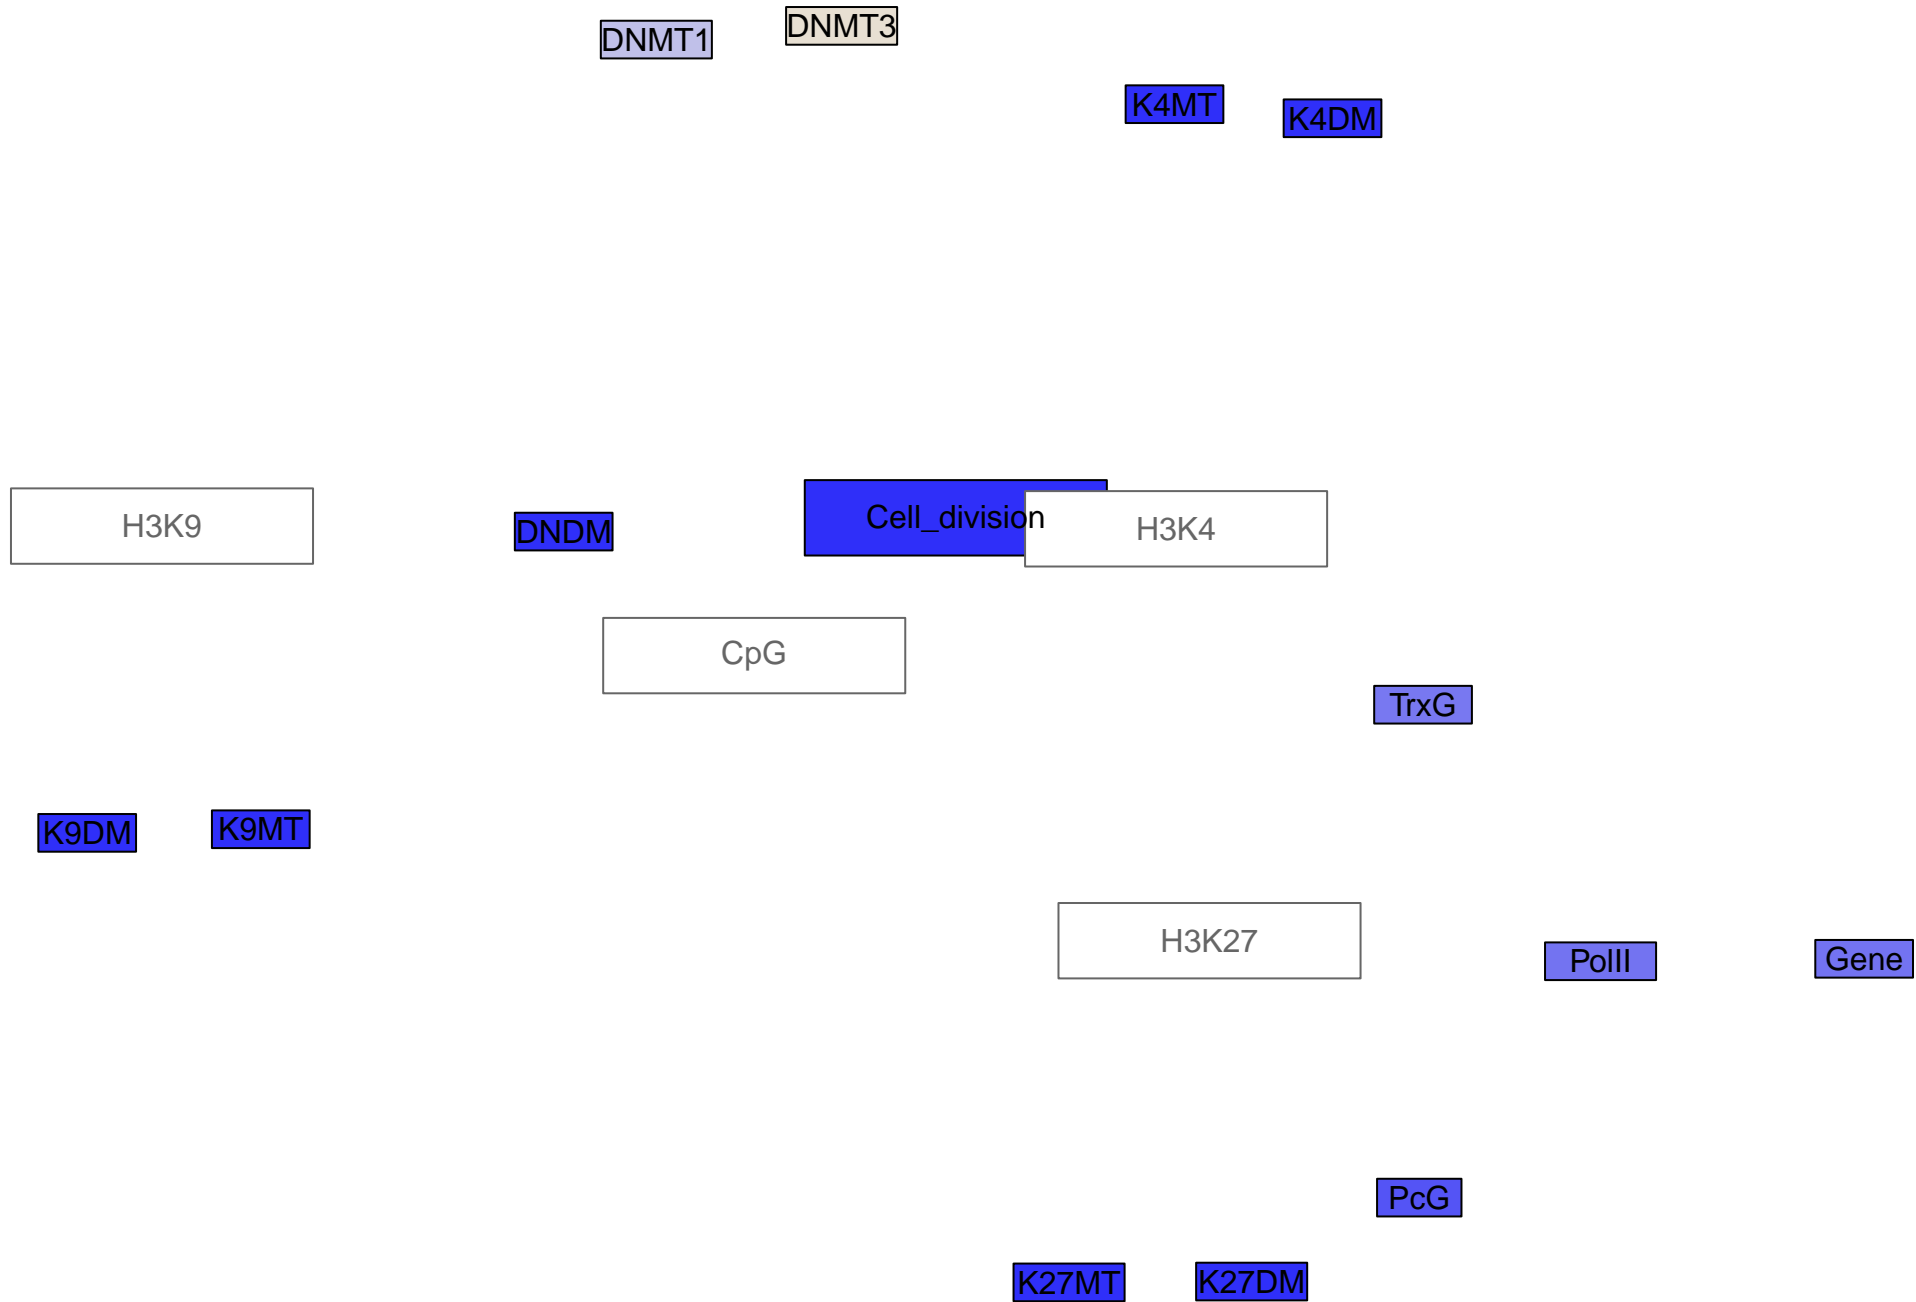 DNMT3
DNMT1
K4MT
K4DM
Cell_division
H3K9
H3K4
DNDM
CpG
TrxG
K9MT
K9DM
H3K27
Gene
PolII
PcG
K27DM
K27MT